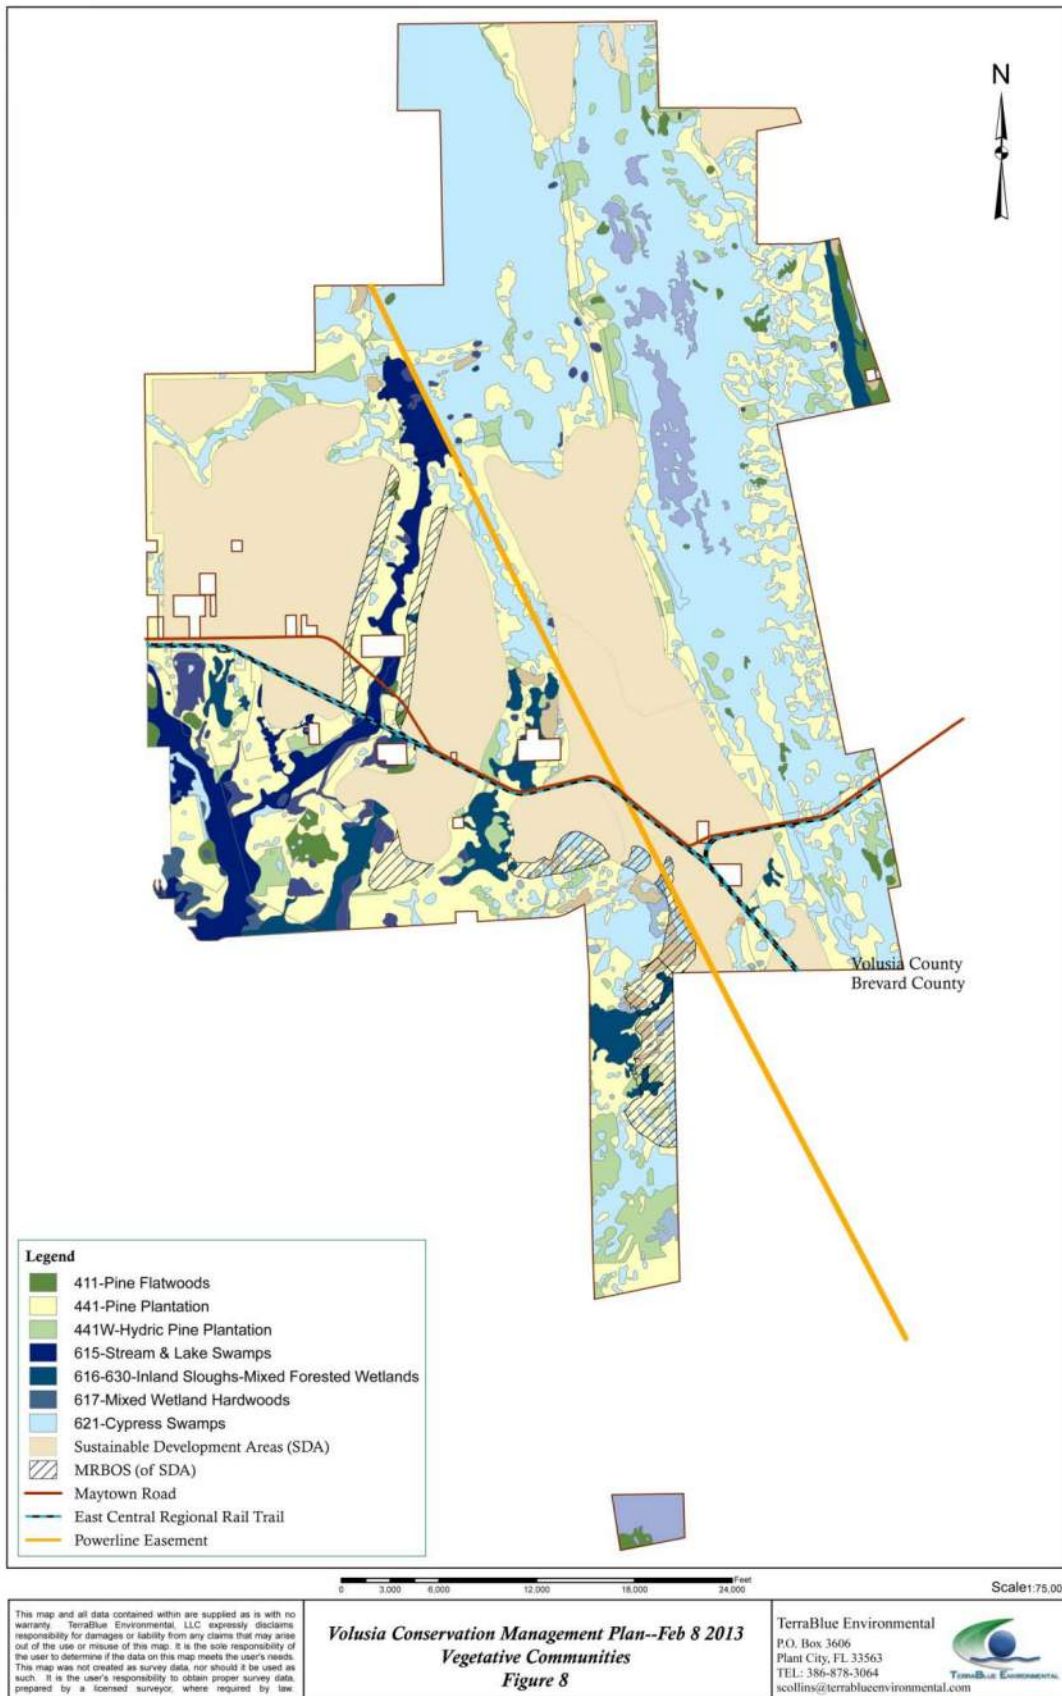 N
Volusia County
Brevard County
Legend
411-Pine Flatwoods
441-Pine Plantation
441W-Hydric Pine Plantation
615-Stream & Lake Swamps
616-630-Inland Sloughs-Mixed Forested Wetlands
617-Mixed Wetland Hardwoods
621-Cypress Swamps
Sustainable Development Areas (SDA)
MRBOS (of SDA)
Maytown Road
East Central Regional Rail Trail
Powerline Easement
Feet
0 3,000 6,000 12,000 18,000 24,000
Scale1:75,00
This map and all data contained within are supplied as is with no
warranty. TerraBlue Environmental, LLC expressly disclaims
responsibility for damages or liability from any claims that may arise
out of the use or misuse of this map. It is the sole responsibility of
the user to determine if the data on this map meets the user's needs.
This map was not created as survey data, nor should it be used as
such. It is the user's responsibility to obtain proper survey data,
prepared by a licensed surveyor, where required by law.
Volusia Conservation Management Plan--Feb 8 2013
Vegetative Communities
Figure 8
TerraBlue Environmental
P.O. Box 3606
Plant City, FL 33563
TEL: 386-878-3064
scollins@terrablueenvironmental.com
TERRABLUE ENVIRONMENTAL